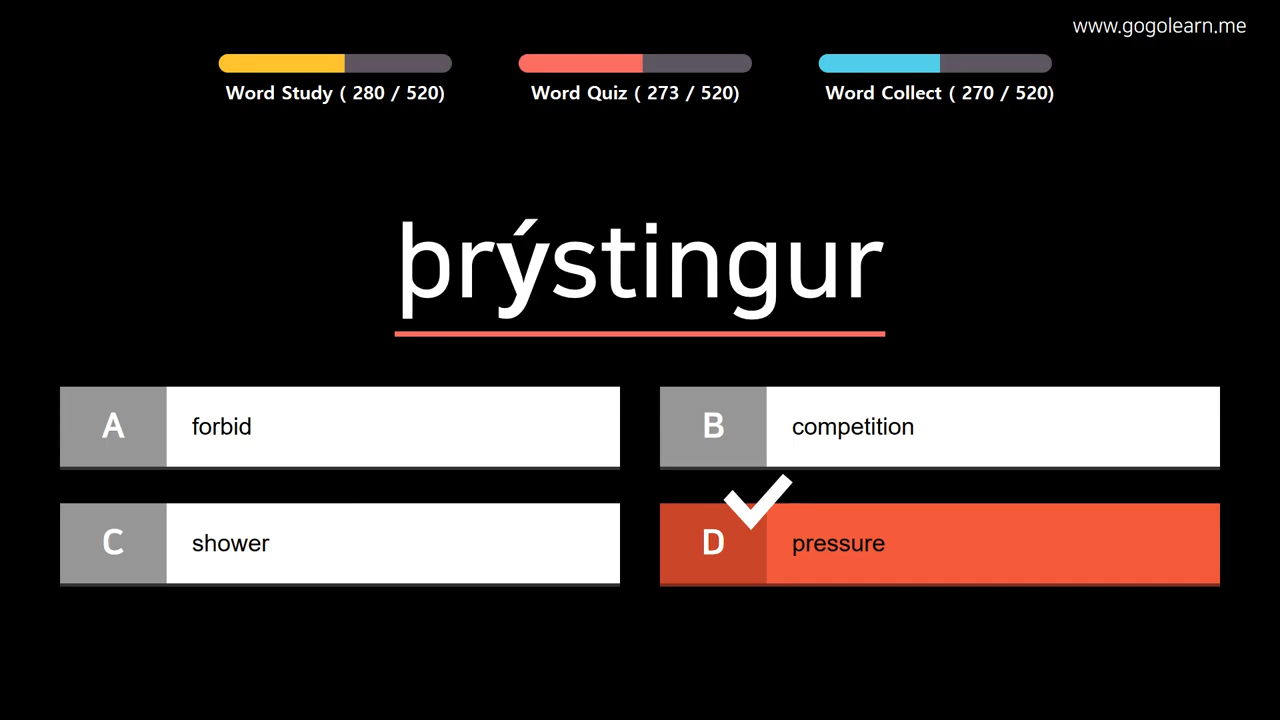 www.gogolearn.me
Word Study ( 280 / 520)
Word Quiz ( 273 / 520)
Word Collect ( 270 / 520)
þrýstingur
A forbid
B competition
C shower
D pressure